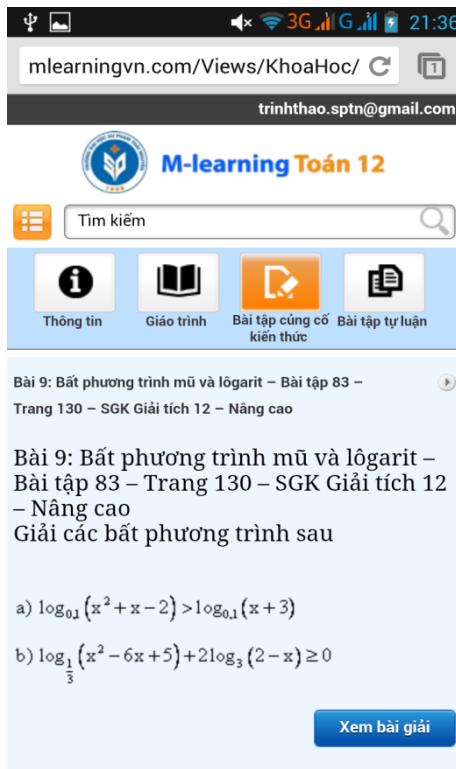 3G G 21:36
mlearningvn.com/Views/KhoaHoc/ 1
trinhthao.sptn@gmail.com
M-learning Toán 12
Tìm kiếm
Thông tin Giáo trình Bài tập củng cố kiến thức Bài tập tự luận
Bài 9: Bất phương trình mũ và lôgarit – Bài tập 83 –
Trang 130 – SGK Giải tích 12 – Nâng cao
Bài 9: Bất phương trình mũ và lôgarit –
Bài tập 83 – Trang 130 – SGK Giải tích 12
– Nâng cao
Giải các bất phương trình sau
a) log₀,₁(x²+x−2)>log₀,₁(x+3)
b) log_{1/3}(x²−6x+5)+2log₃(2−x)≥0
Xem bài giải